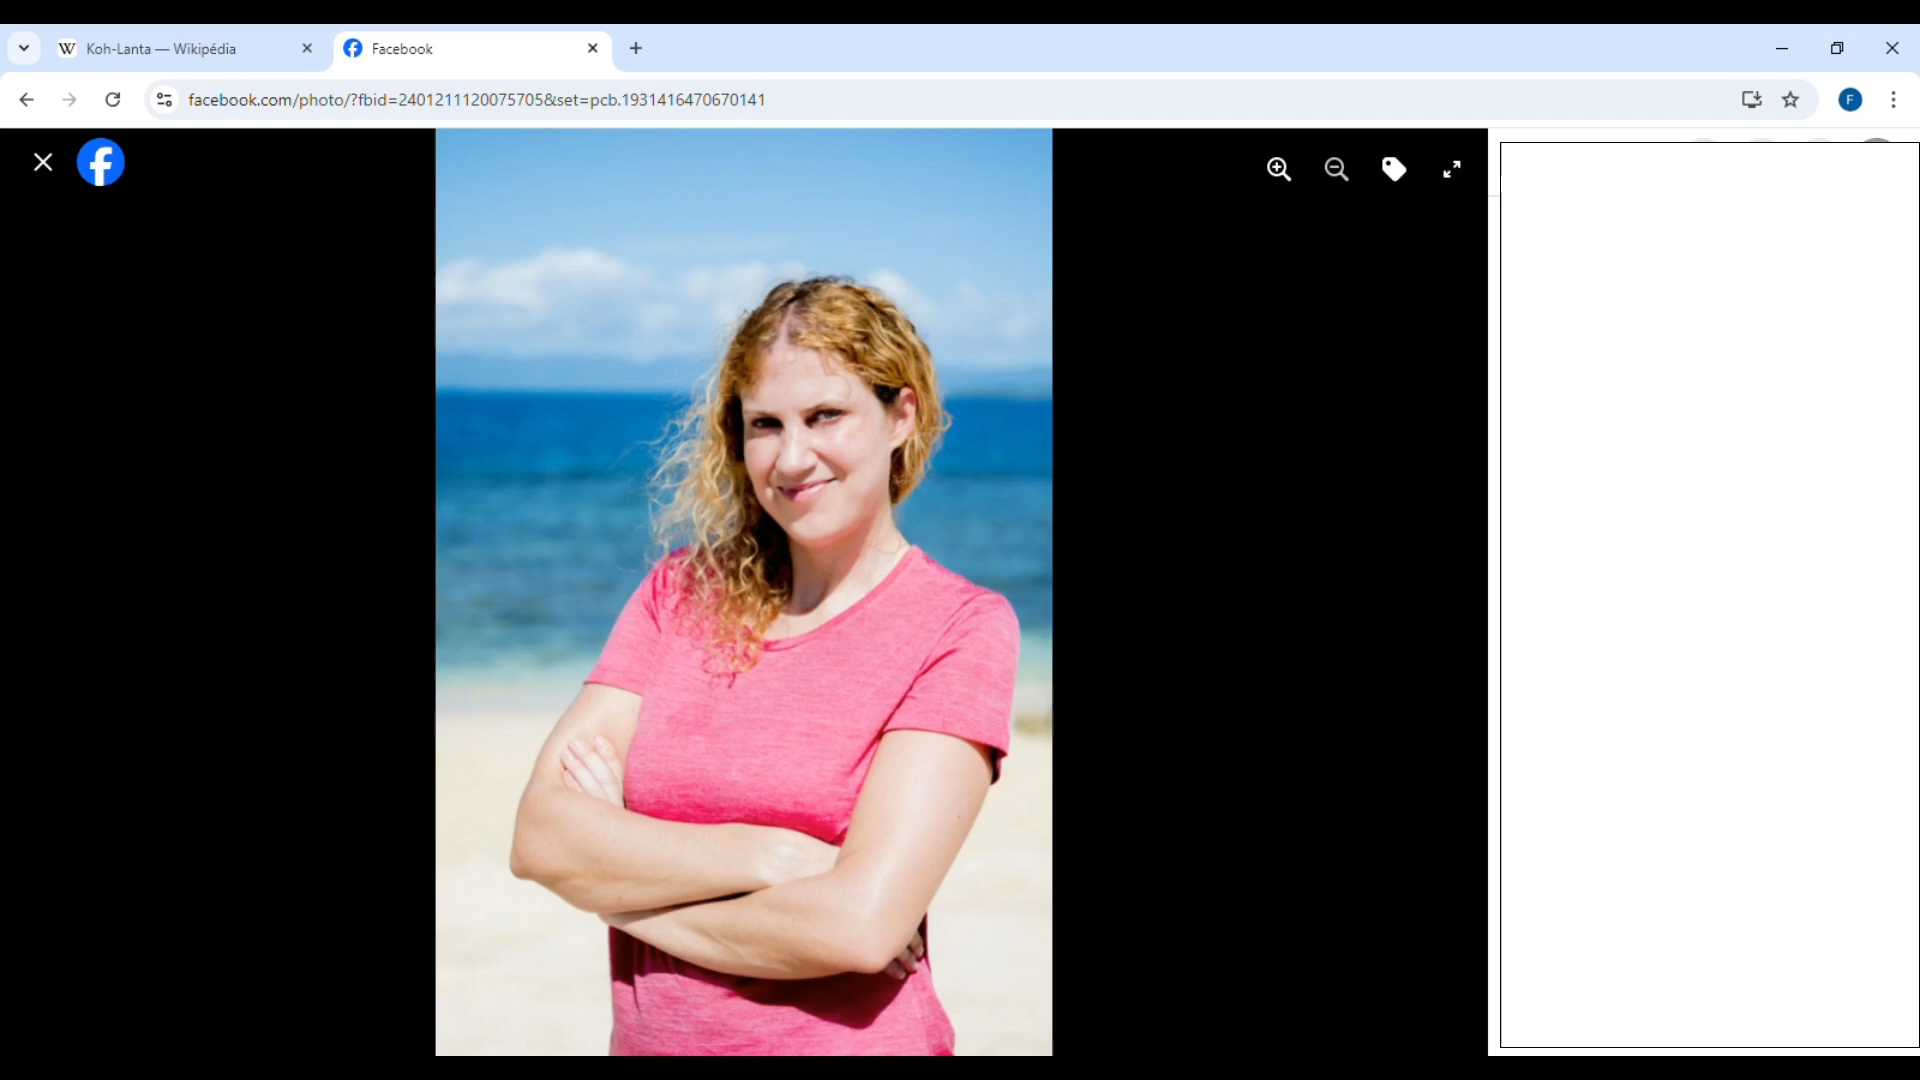 Koh-Lanta — Wikipédia
Facebook
facebook.com/photo/?fbid=2401211120075705&set=pcb.1931416470670141
F